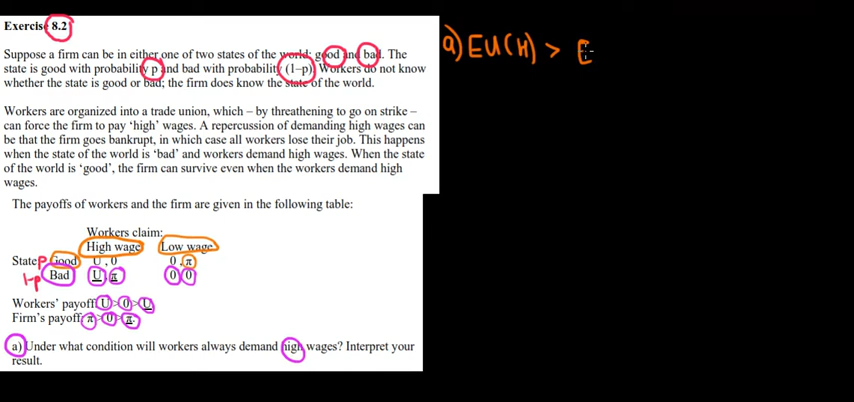 Exercise 8.2
Suppose a firm can be in either one of two states of the world: good and bad. The
state is good with probability p and bad with probability (1-p). Workers do not know
whether the state is good or bad; the firm does know the state of the world.
Workers are organized into a trade union, which – by threatening to go on strike –
can force the firm to pay 'high' wages. A repercussion of demanding high wages can
be that the firm goes bankrupt, in which case all workers lose their job. This happens
when the state of the world is 'bad' and workers demand high wages. When the state
of the world is 'good', the firm can survive even when the workers demand high
wages.
The payoffs of workers and the firm are given in the following table:
Workers claim:
High wage Low wage
State p Good U , 0 0 , π
1-p Bad U , π 0 0
Workers' payoff U > 0 > U
Firm's payoff π > 0 > π.
a) Under what condition will workers always demand high wages? Interpret your
result.
a) EU(H) > E